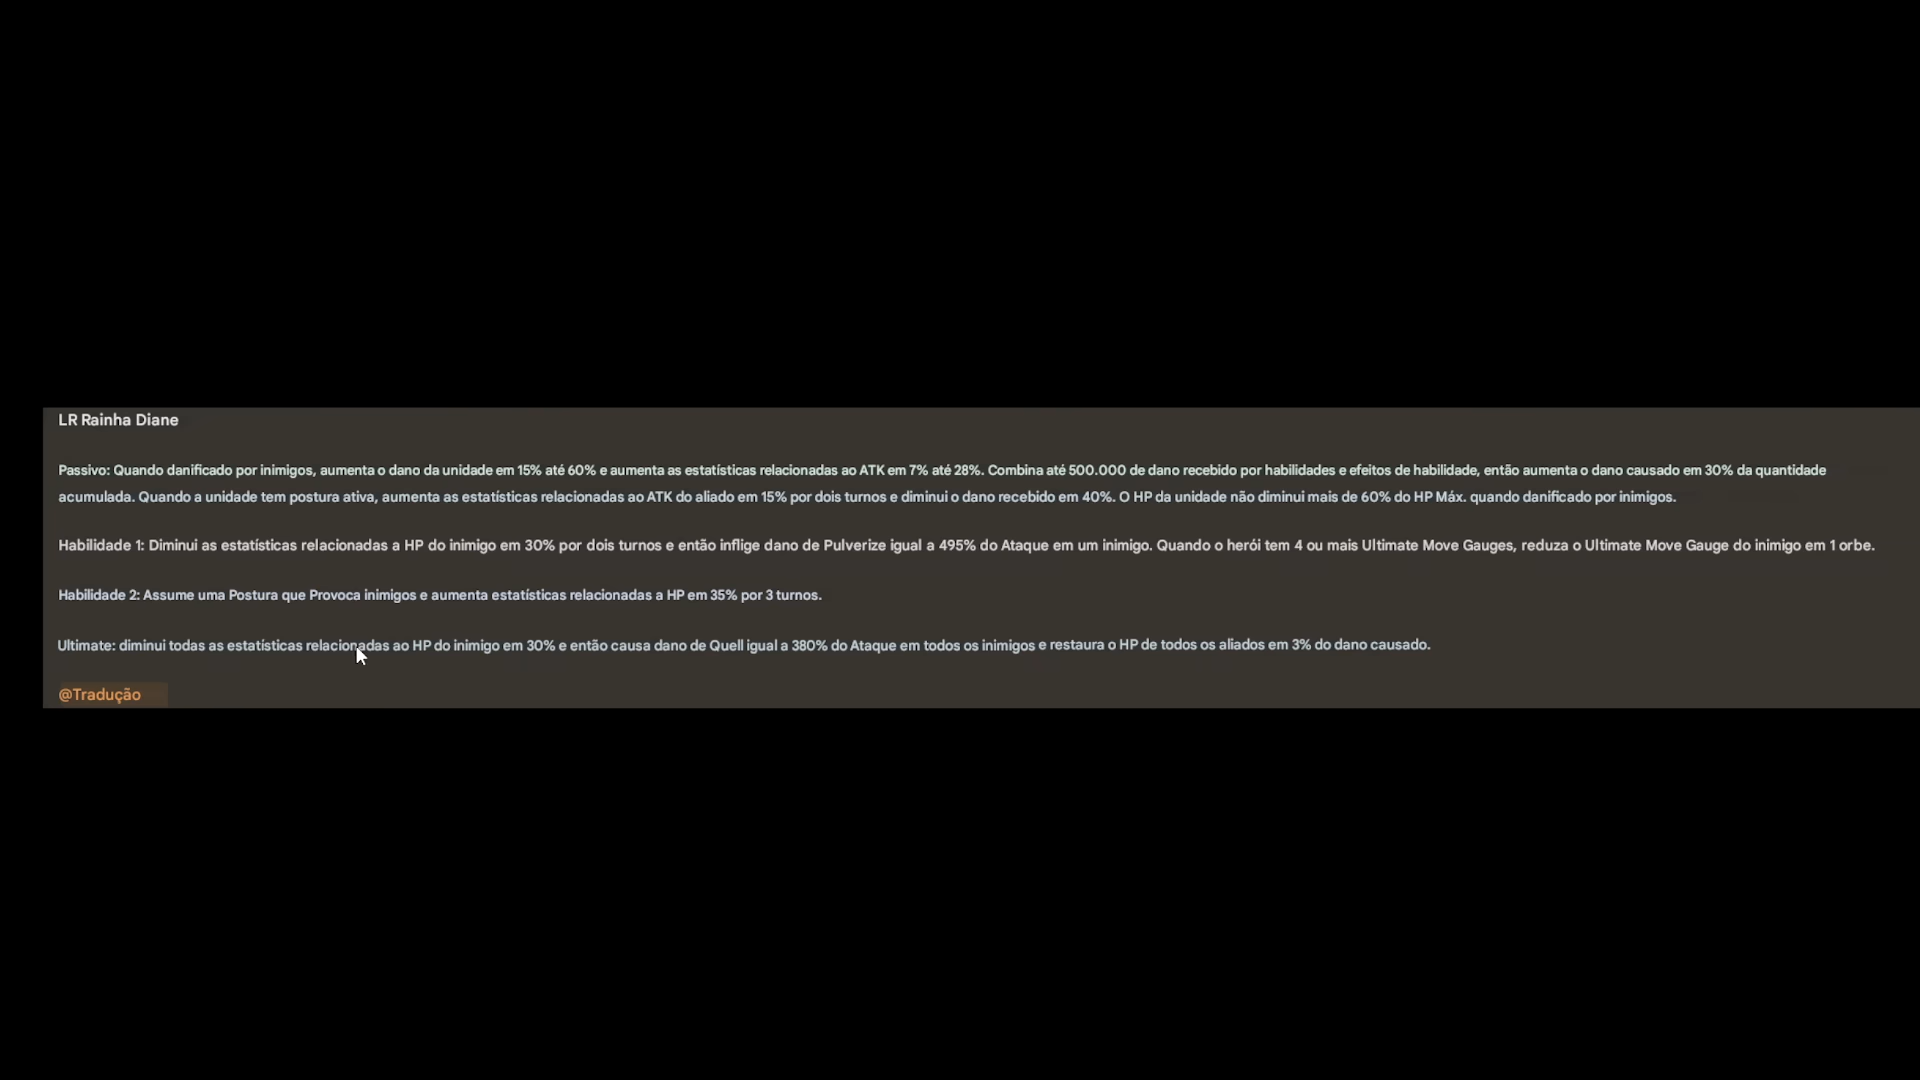 LR Rainha Diane
Passivo: Quando danificado por inimigos, aumenta o dano da unidade em 15% até 60% e aumenta as estatísticas relacionadas ao ATK em 7% até 28%. Combina até 500.000 de dano recebido por habilidades e efeitos de habilidade, então aumenta o dano causado em 30% da quantidade
acumulada. Quando a unidade tem postura ativa, aumenta as estatísticas relacionadas ao ATK do aliado em 15% por dois turnos e diminui o dano recebido em 40%. O HP da unidade não diminui mais de 60% do HP Máx. quando danificado por inimigos.
Habilidade 1: Diminui as estatísticas relacionadas a HP do inimigo em 30% por dois turnos e então inflige dano de Pulverize igual a 495% do Ataque em um inimigo. Quando o herói tem 4 ou mais Ultimate Move Gauges, reduza o Ultimate Move Gauge do inimigo em 1 orbe.
Habilidade 2: Assume uma Postura que Provoca inimigos e aumenta estatísticas relacionadas a HP em 35% por 3 turnos.
Ultimate: diminui todas as estatísticas relacionadas ao HP do inimigo em 30% e então causa dano de Quell igual a 380% do Ataque em todos os inimigos e restaura o HP de todos os aliados em 3% do dano causado.
@Tradução